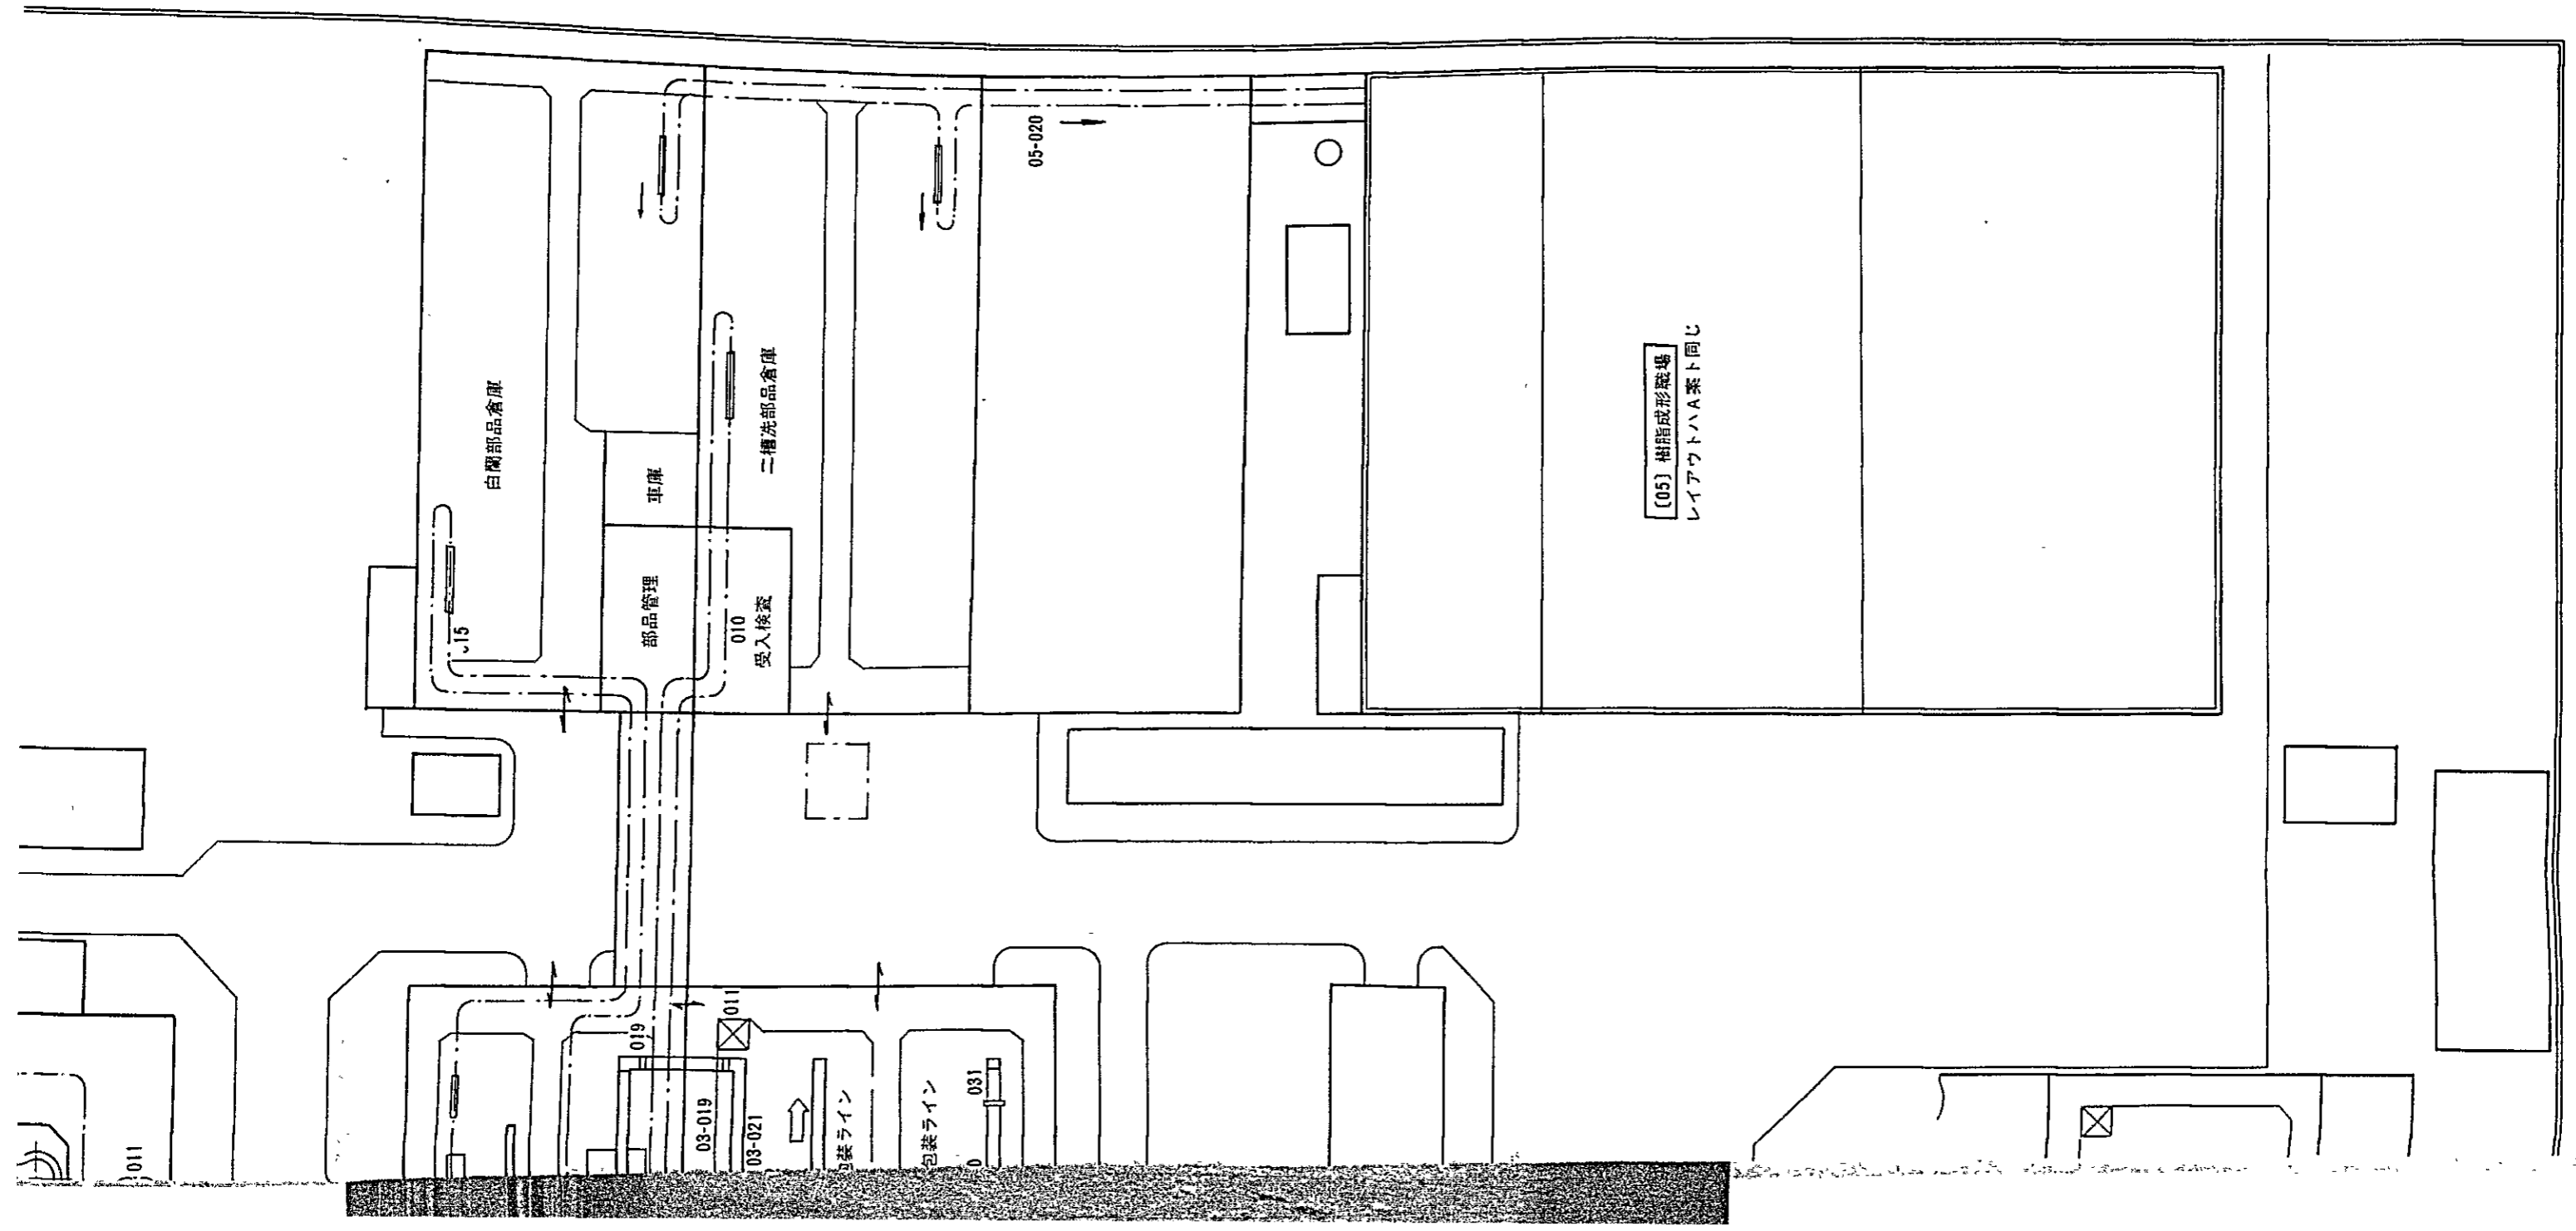 白蘭部品倉庫
車庫
二槽洗部品倉庫
部品管理
010
受入検査
05-020
[05] 樹脂成形職場
レイアウトハA案ト同じ
15
019
011
03-019
03-021
包装ライン
包装ライン
031
0
011